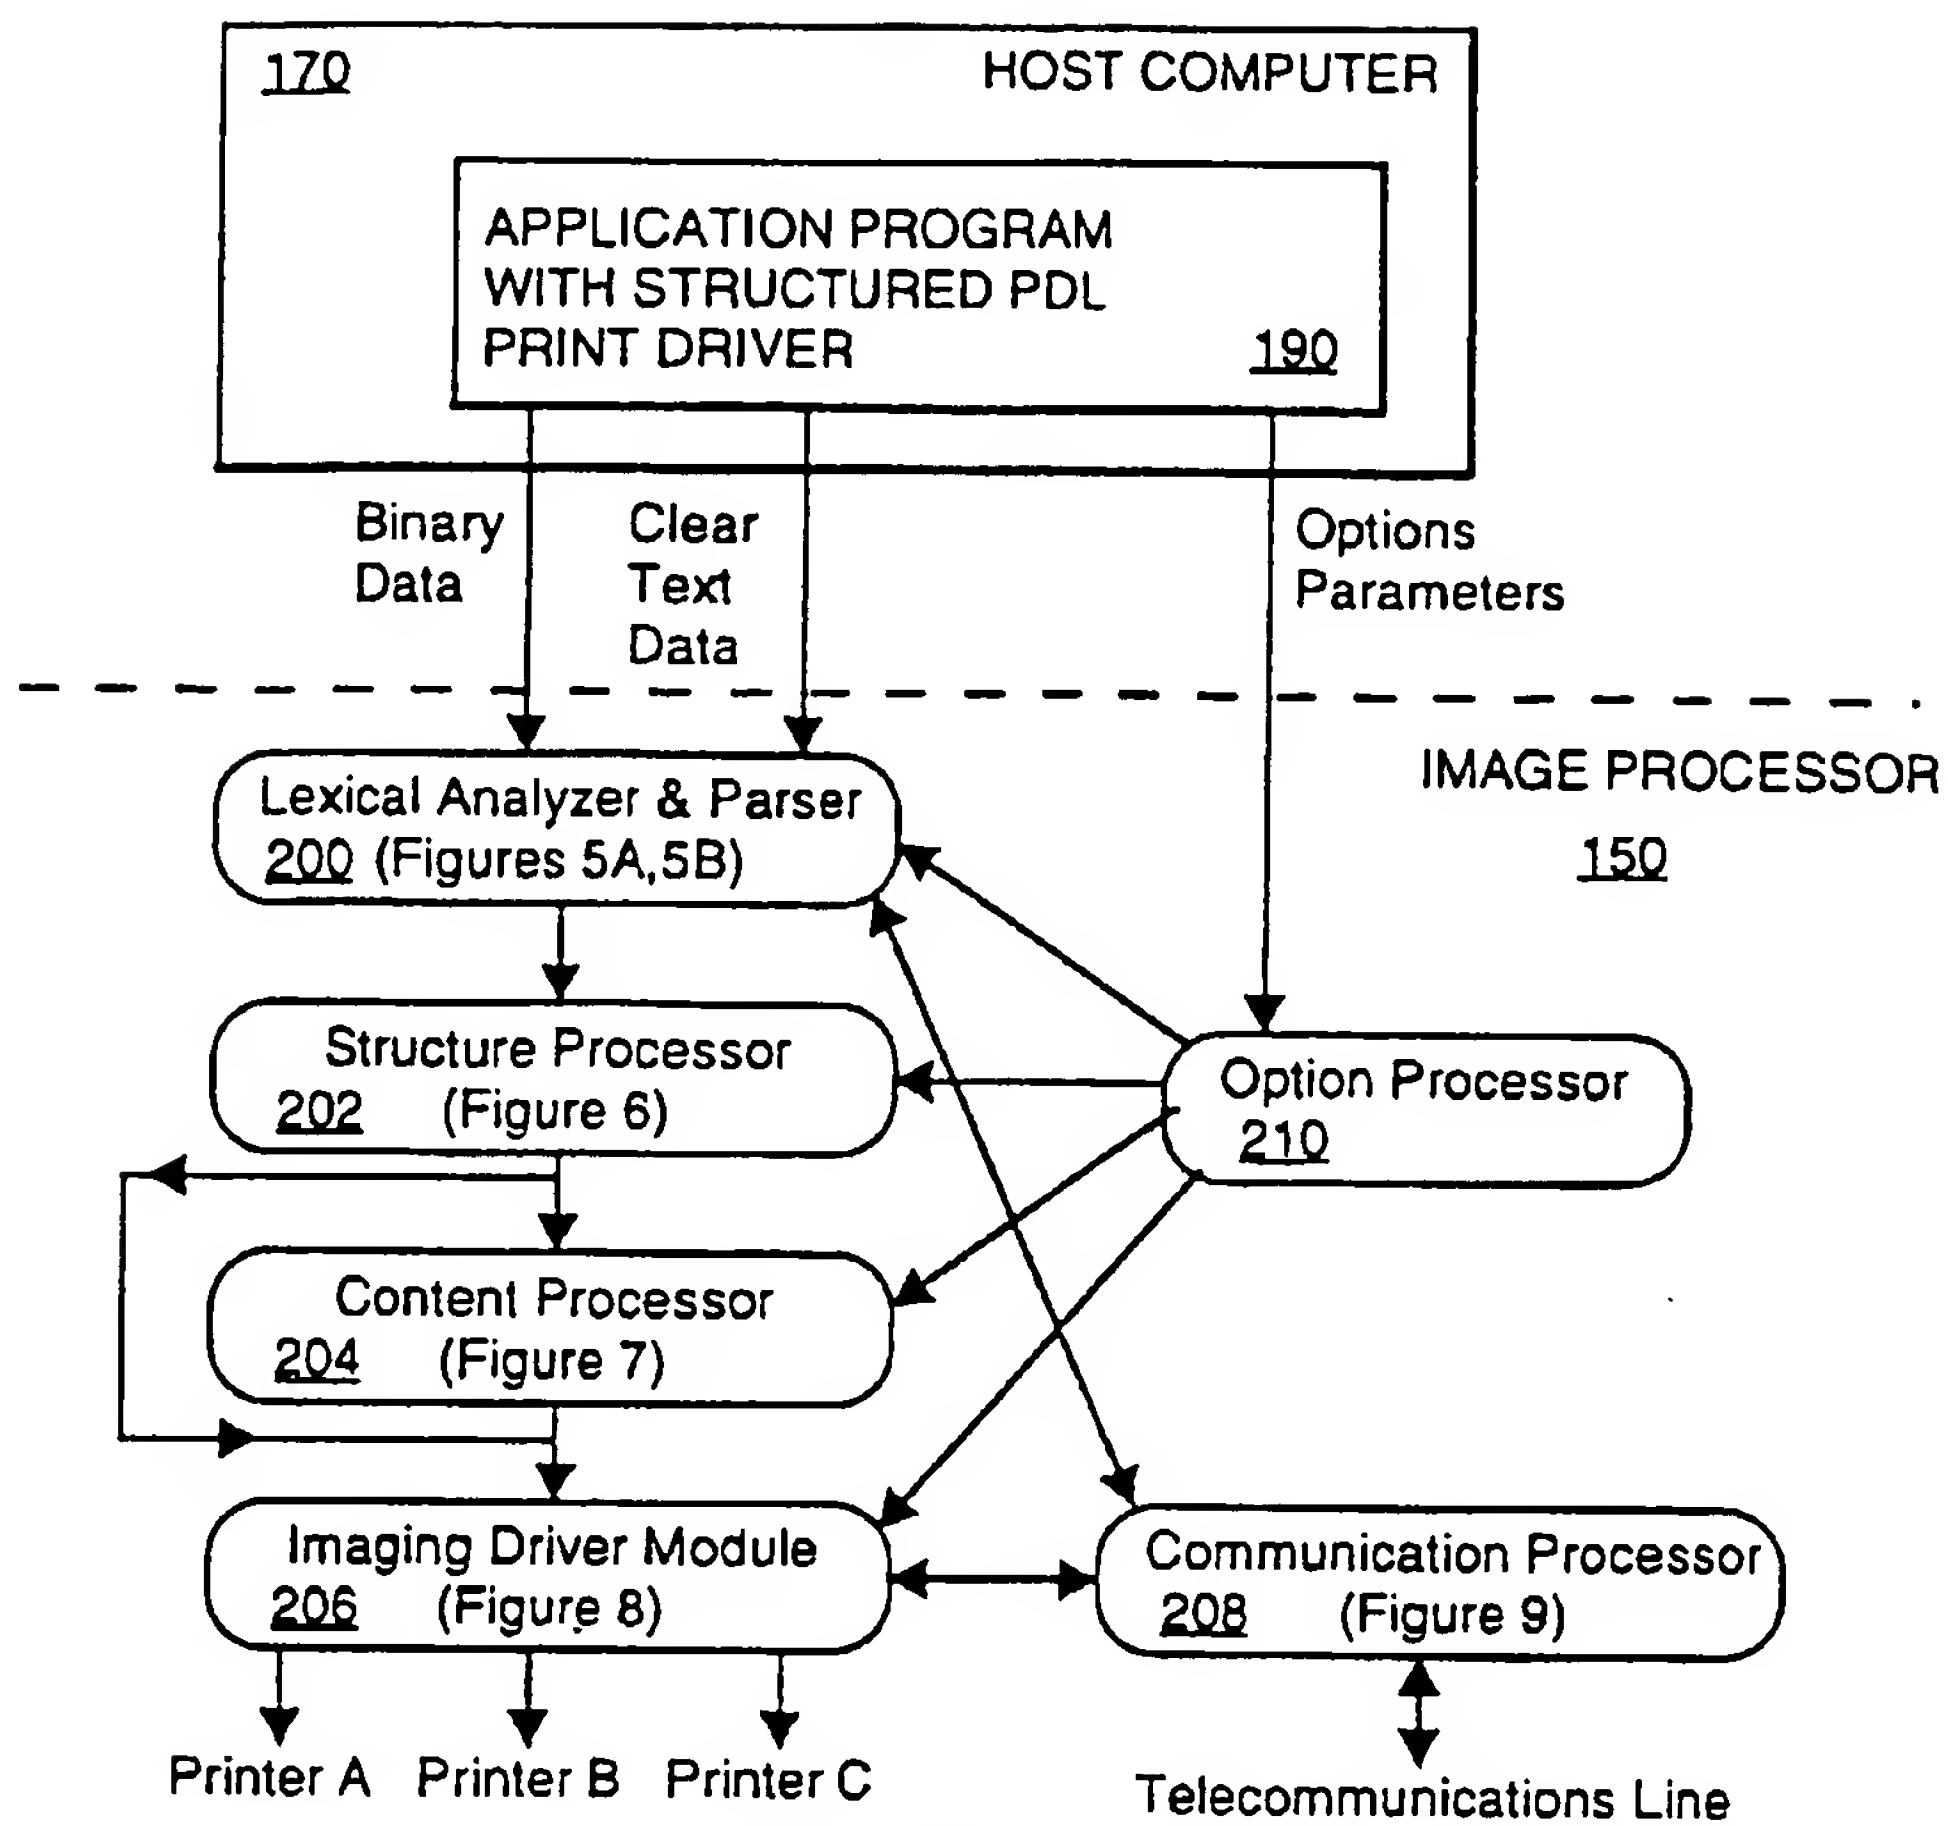 170
HOST COMPUTER
APPLICATION PROGRAM
WITH STRUCTURED PDL
PRINT DRIVER
190
Binary
Data
Clear
Text
Data
Options
Parameters
IMAGE PROCESSOR
150
Lexical Analyzer & Parser
200 (Figures 5A,5B)
Structure Processor
202 (Figure 6)
Option Processor
210
Content Processor
204 (Figure 7)
Imaging Driver Module
206 (Figure 8)
Communication Processor
208 (Figure 9)
Printer A
Printer B
Printer C
Telecommunications Line